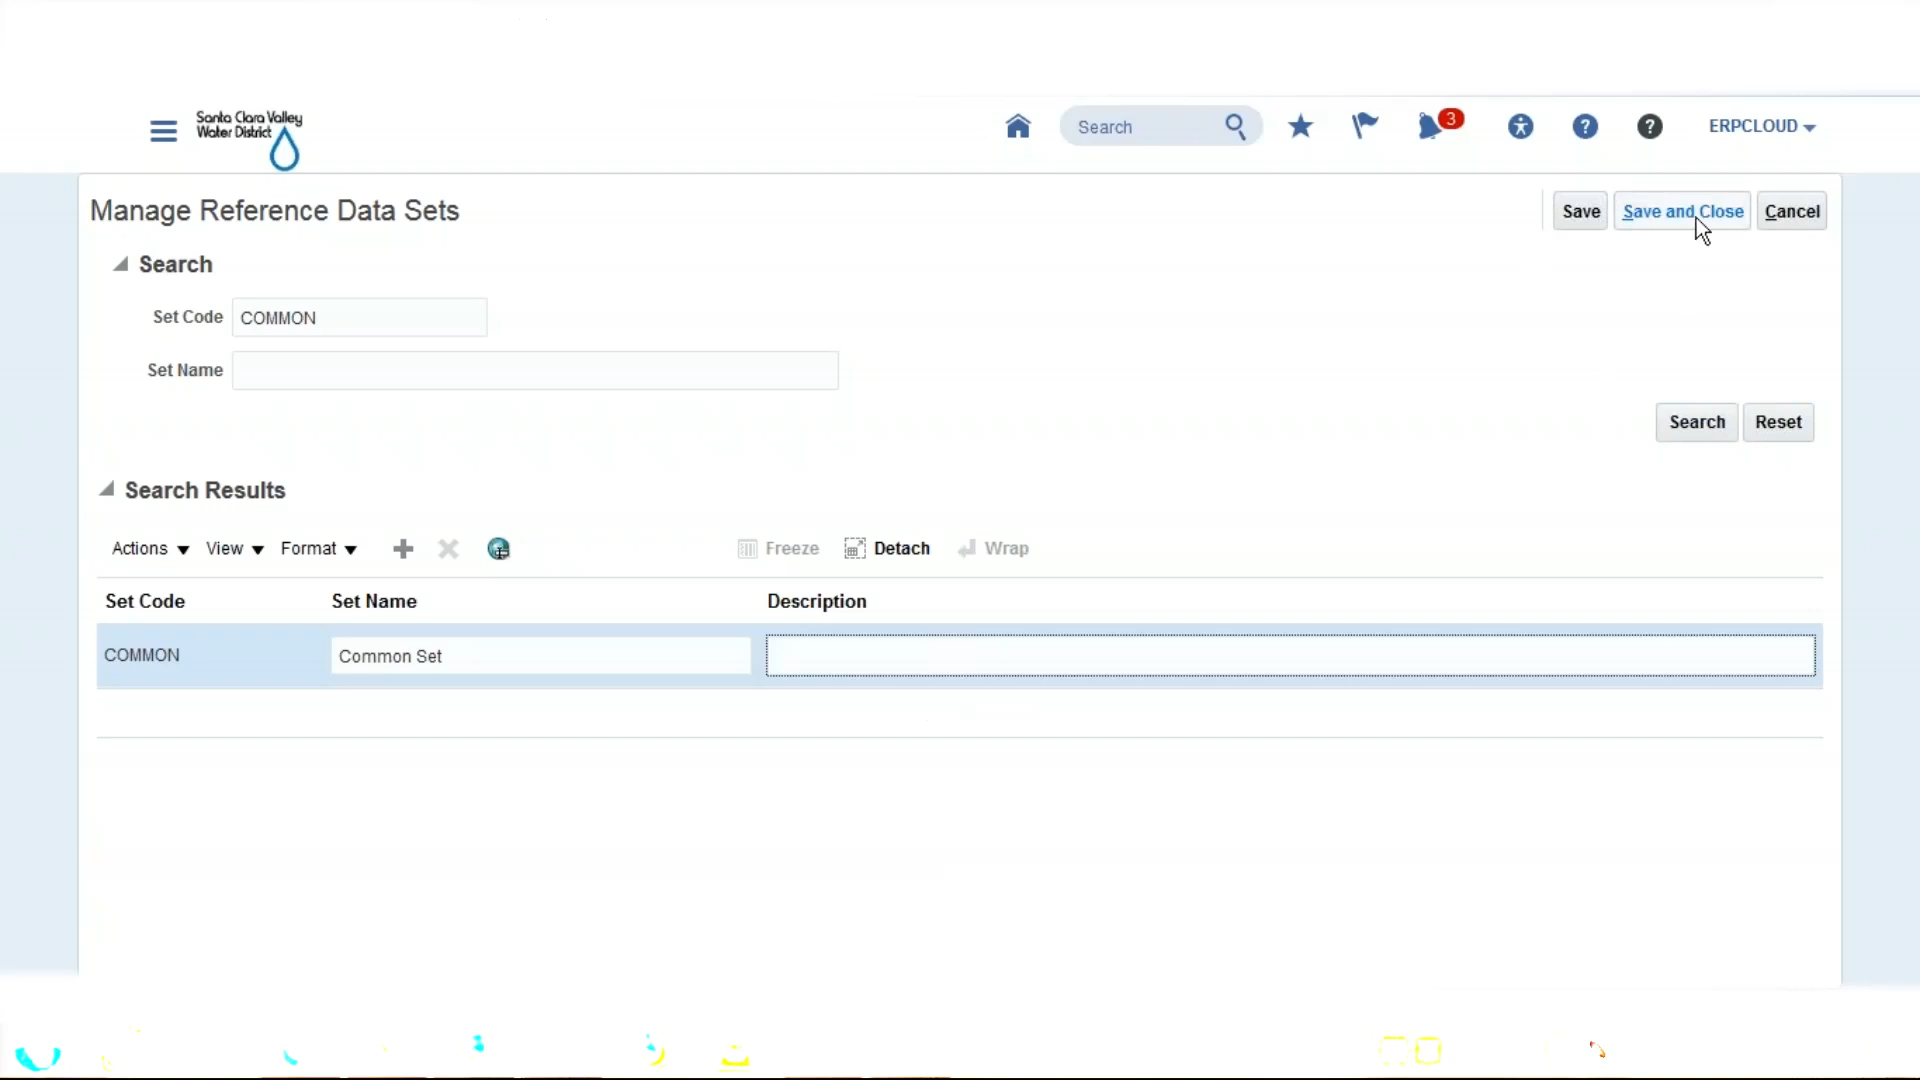 Santa Clara Valley
Water District
Search
3
?
?
ERPCLOUD
Manage Reference Data Sets
Save
Save and Close
Cancel
Search
Set Code
COMMON
Set Name
Search
Reset
Search Results
Actions
View
Format
Freeze
Detach
Wrap
Set Code
Set Name
Description
COMMON
Common Set